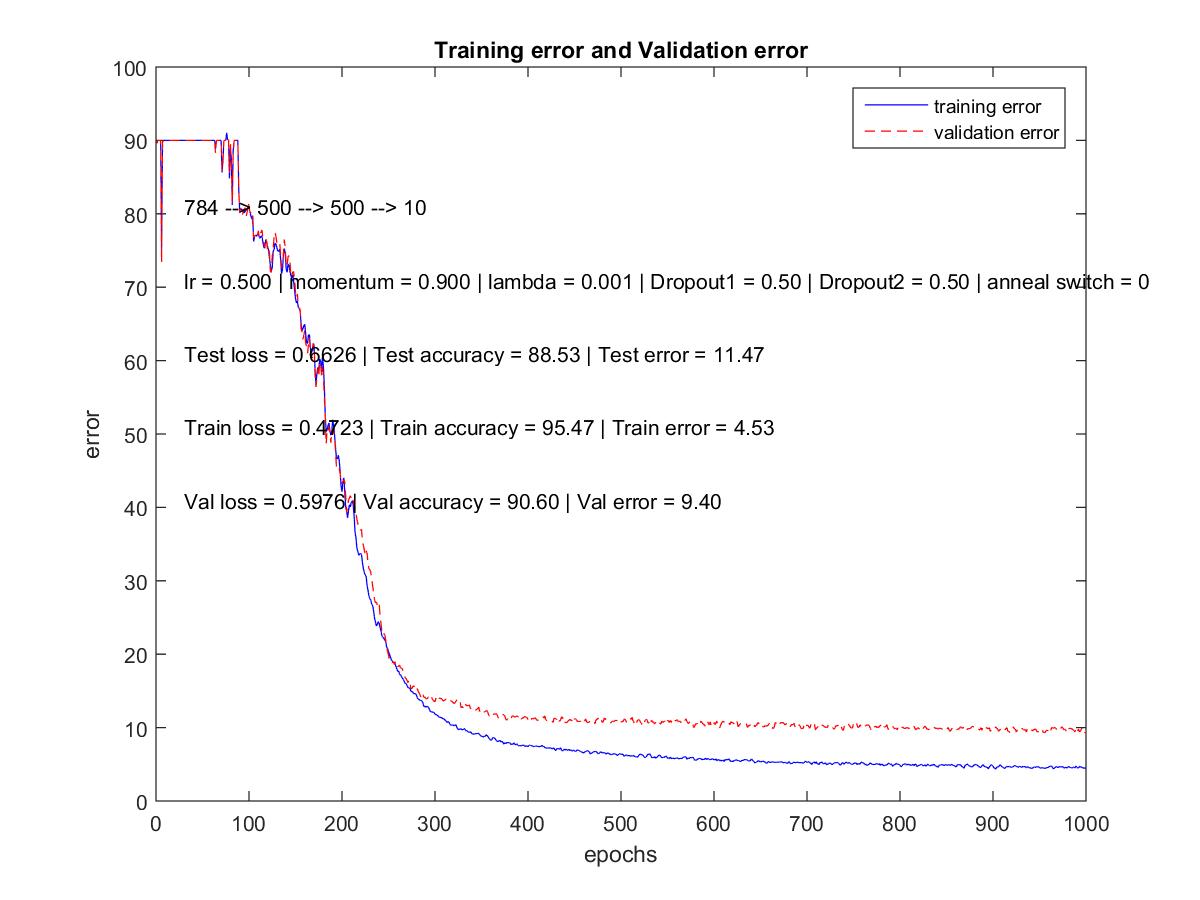 Training error and Validation error
100
training error
validation error
90
80
784 --> 500 --> 500 --> 10
70
lr = 0.500 | momentum = 0.900 | lambda = 0.001 | Dropout1 = 0.50 | Dropout2 = 0.50 | anneal switch = 0
60
Test loss = 0.6626 | Test accuracy = 88.53 | Test error = 11.47
50
Train loss = 0.4723 | Train accuracy = 95.47 | Train error = 4.53
40
Val loss = 0.5976 | Val accuracy = 90.60 | Val error = 9.40
error
30
20
10
0
0 100 200 300 400 500 600 700 800 900 1000
epochs